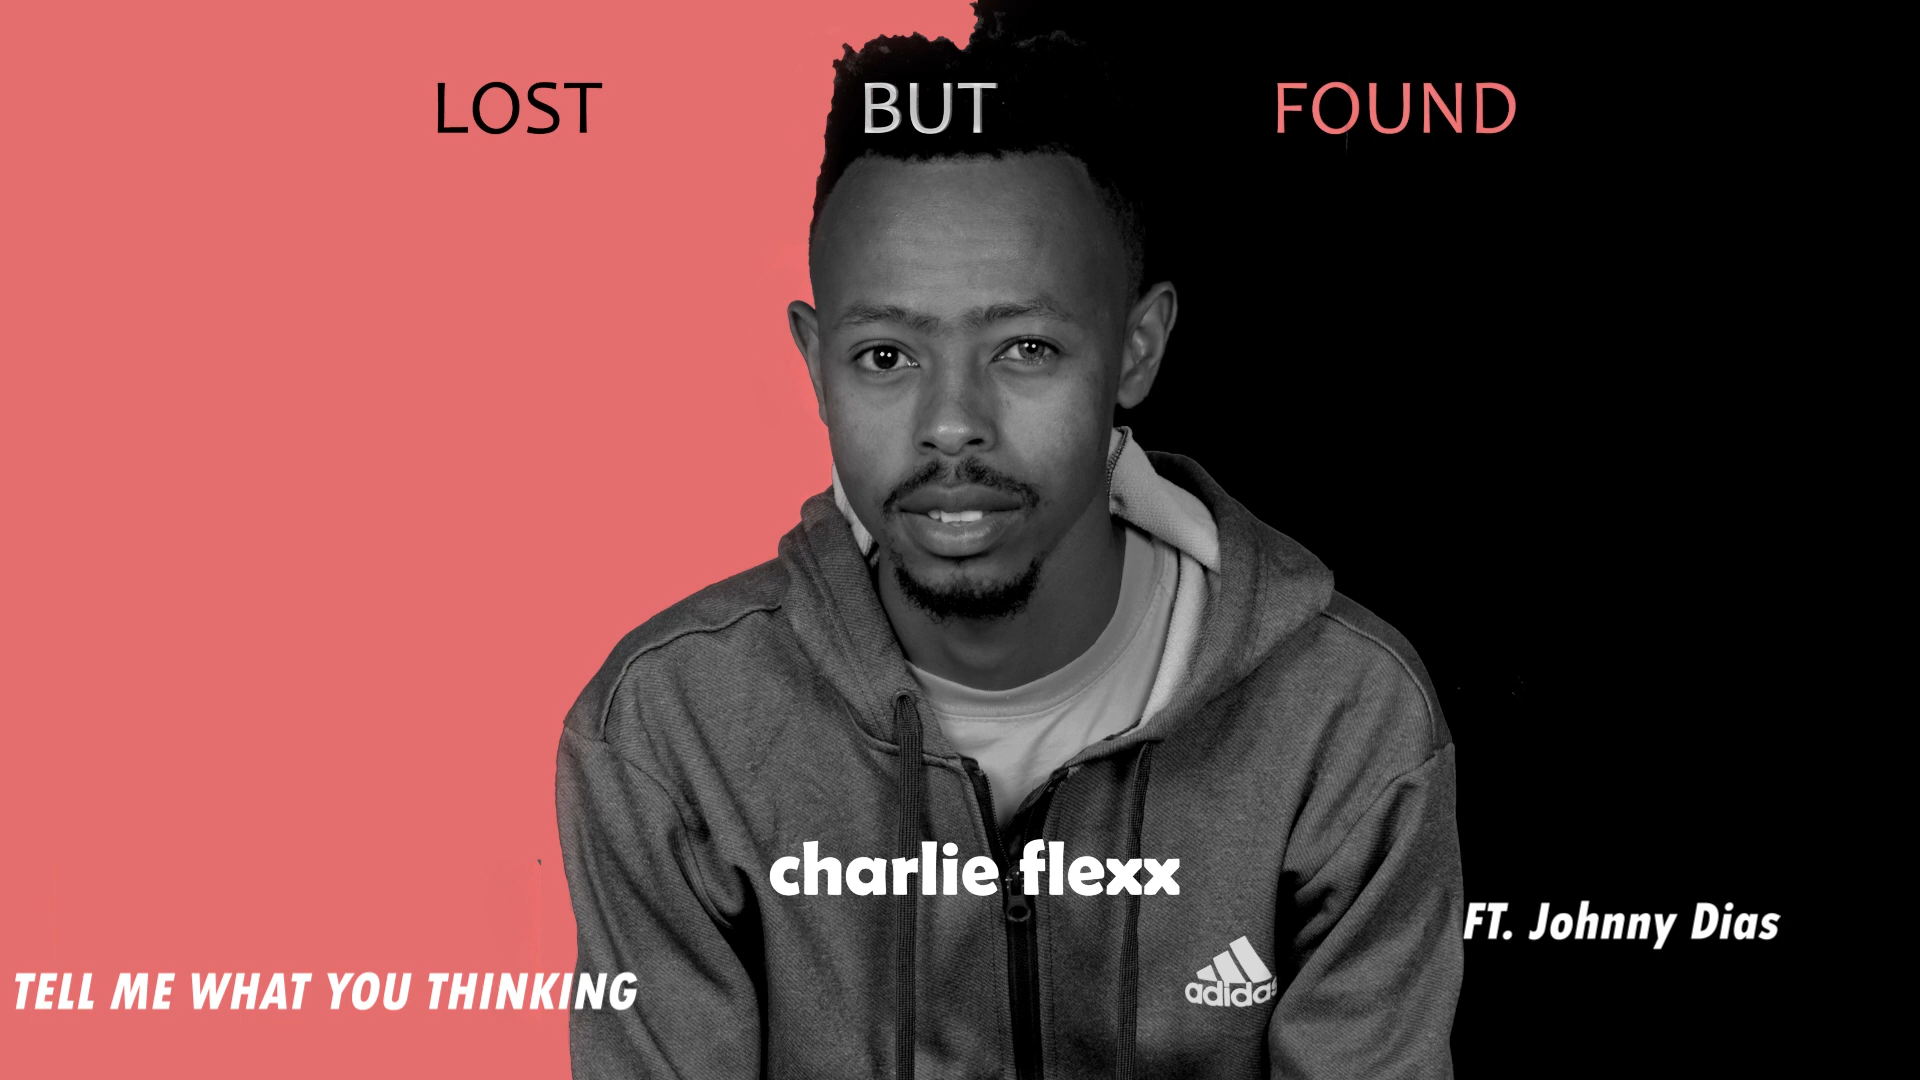 LOST BUT FOUND
charlie flexx
FT. Johnny Dias
adidas
TELL ME WHAT YOU THINKING